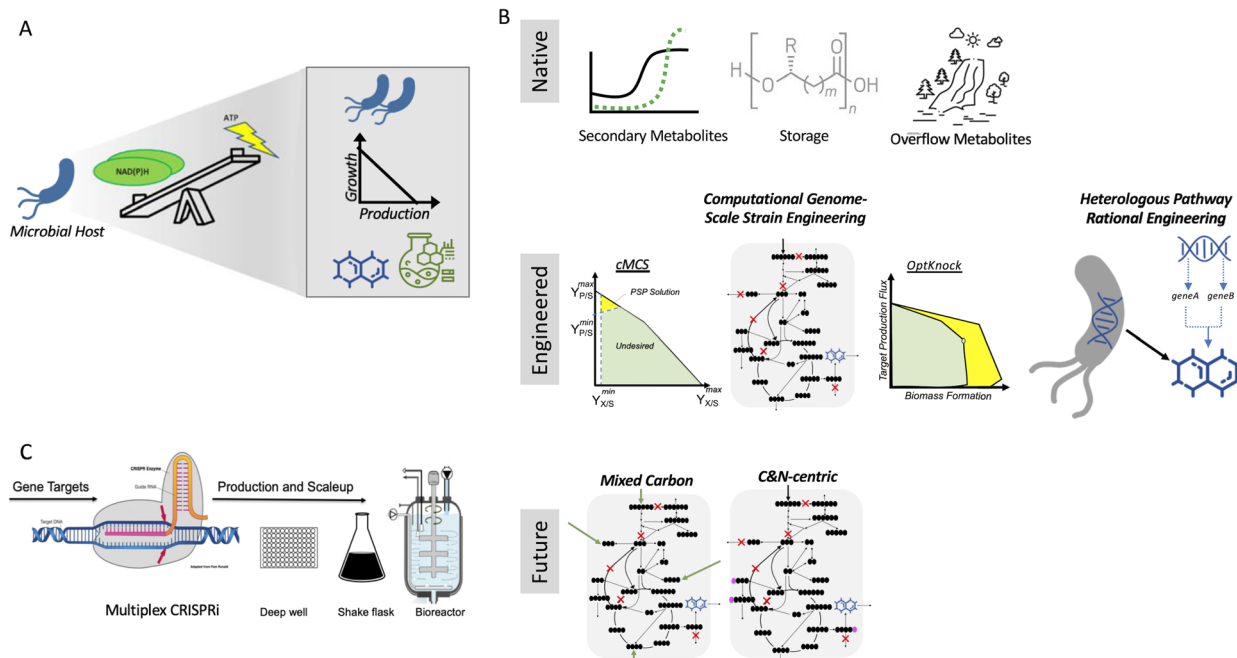 A
ATP
NAD(P)H
Microbial Host
Growth
Production
B
Native
Secondary Metabolites
H
O
R
O
m
OH
n
Storage
Overflow Metabolites
Engineered
Computational Genome-
Scale Strain Engineering
cMCS
Y P/S max
PSP Solution
Y P/S min
Undesired
Y X/S min
Y X/S max
OptKnock
Target Production Flux
Biomass Formation
Heterologous Pathway
Rational Engineering
geneA
geneB
C
Gene Targets
CRISPR Enzyme
Guide RNA
Target DNA
Multiplex CRISPRi
Production and Scaleup
Deep well
Shake flask
Bioreactor
Future
Mixed Carbon
C&N-centric